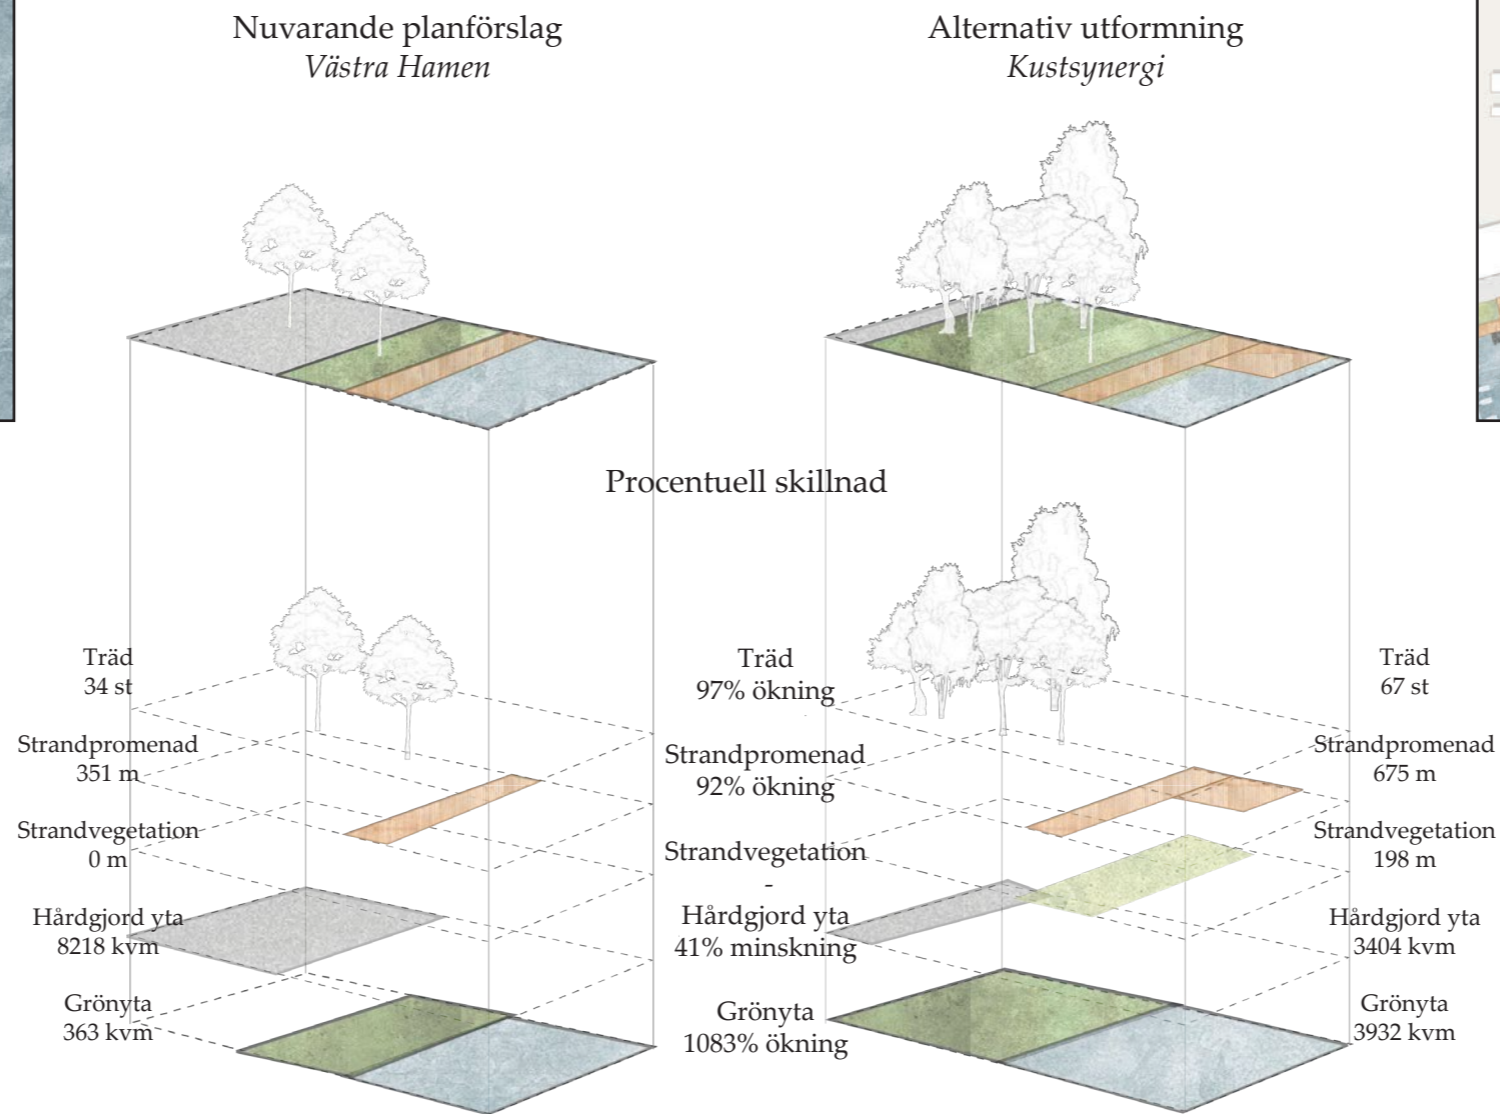 Nuvarande planförslag
Västra Hamen
Alternativ utformning
Kustsynergi
Procentuell skillnad
Träd
34 st
Strandpromenad
351 m
Strandvegetation
0 m
Hårdgjord yta
8218 kvm
Grönyta
363 kvm
Träd
97% ökning
Strandpromenad
92% ökning
Strandvegetation
-
Hårdgjord yta
41% minskning
Grönyta
1083% ökning
Träd
67 st
Strandpromenad
675 m
Strandvegetation
198 m
Hårdgjord yta
3404 kvm
Grönyta
3932 kvm